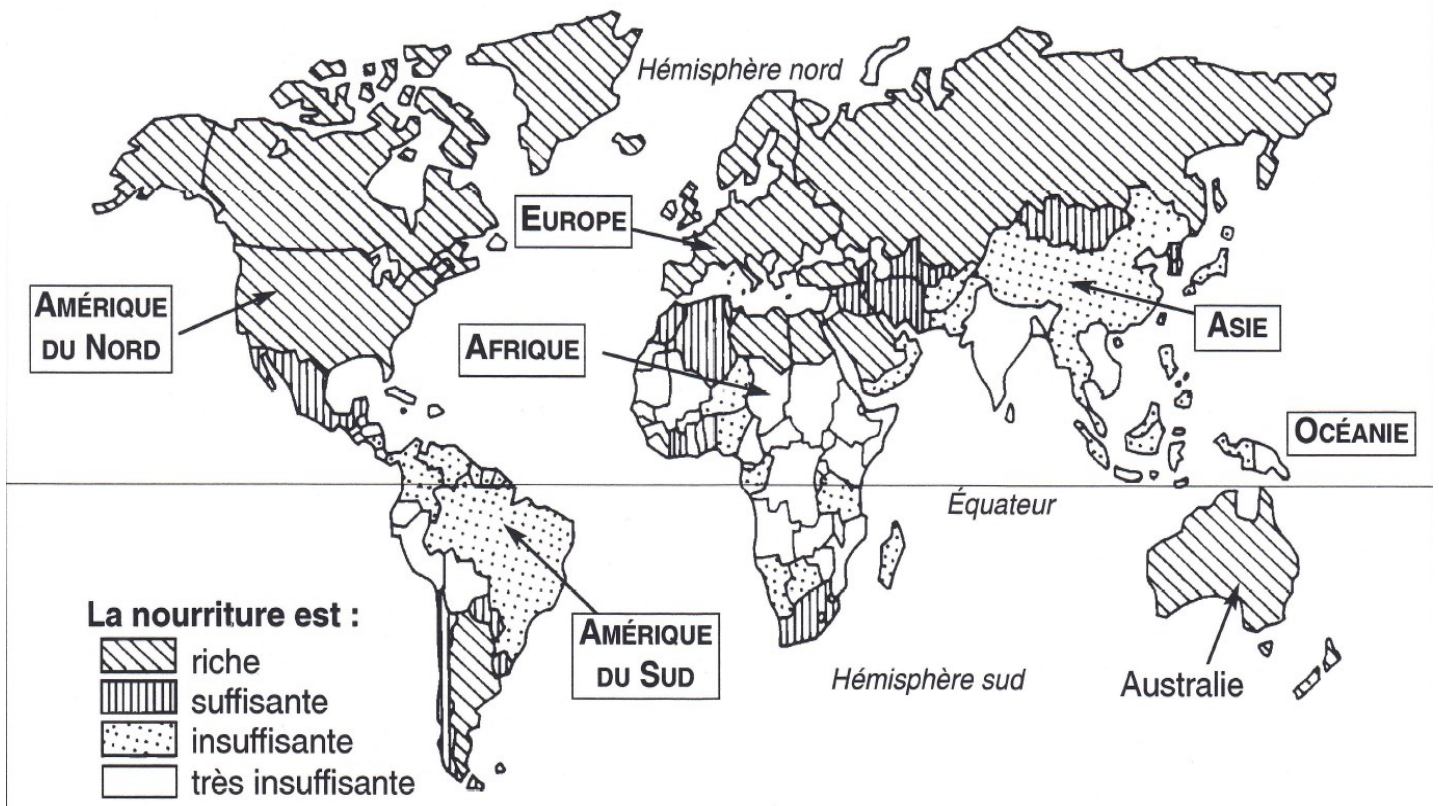 Hémisphère nord
EUROPE
AMÉRIQUE
DU NORD
AFRIQUE
ASIE
OCÉANIE
Équateur
La nourriture est :
riche
suffisante
insuffisante
très insuffisante
AMÉRIQUE
DU SUD
Hémisphère sud
Australie